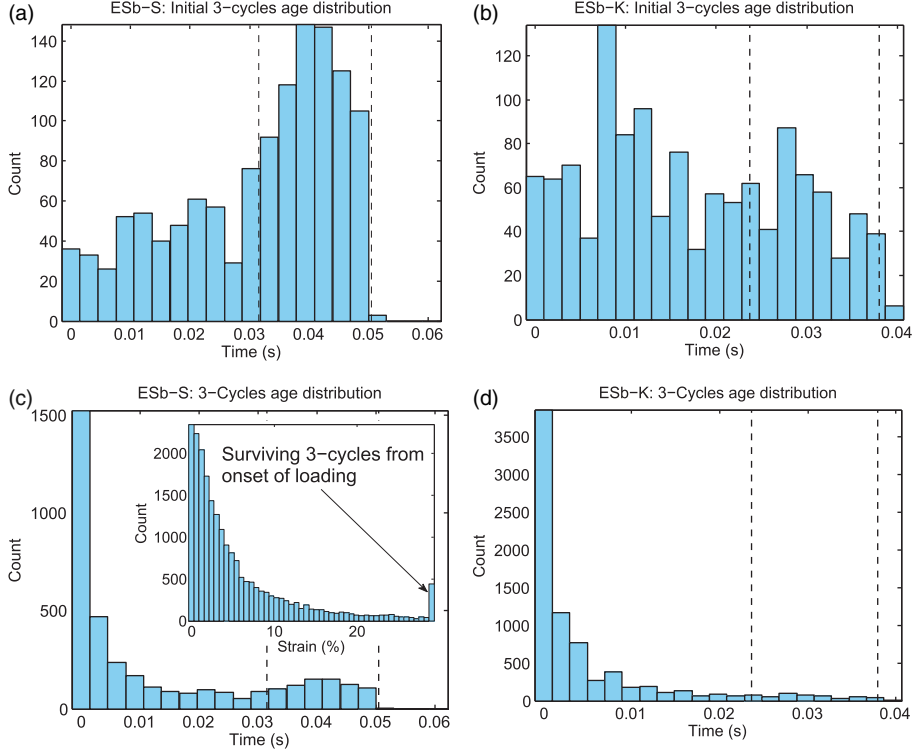 (a)
ESb−S: Initial 3−cycles age distribution
140
120
100
80
60
40
20
0
Count
0 0.01 0.02 0.03 0.04 0.05 0.06
Time (s)
(b)
ESb−K: Initial 3−cycles age distribution
120
100
80
60
40
20
0
Count
0 0.01 0.02 0.03 0.04
Time (s)
(c)
ESb−S: 3−Cycles age distribution
1500
1000
500
0
Count
0 0.01 0.02 0.03 0.04 0.05 0.06
Time (s)
Surviving 3−cycles from
onset of loading
2000
1500
1000
500
0
Count
0 10 20
Strain (%)
(d)
ESb−K: 3−Cycles age distribution
3500
3000
2500
2000
1500
1000
500
0
Count
0 0.01 0.02 0.03 0.04
Time (s)